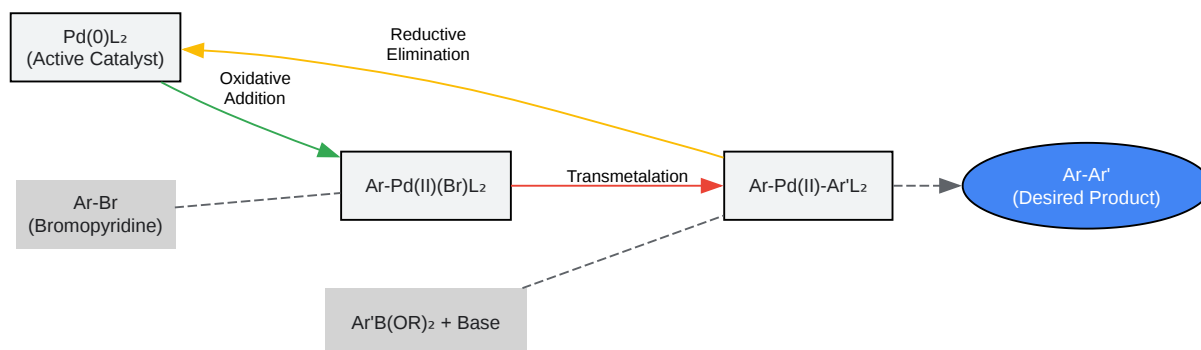 Pd(0)L₂
(Active Catalyst)
Reductive
Elimination
Oxidative
Addition
Ar-Pd(II)(Br)L₂
Transmetalation
Ar-Pd(II)-Ar'L₂
Ar-Ar'
(Desired Product)
Ar-Br
(Bromopyridine)
Ar'B(OR)₂ + Base